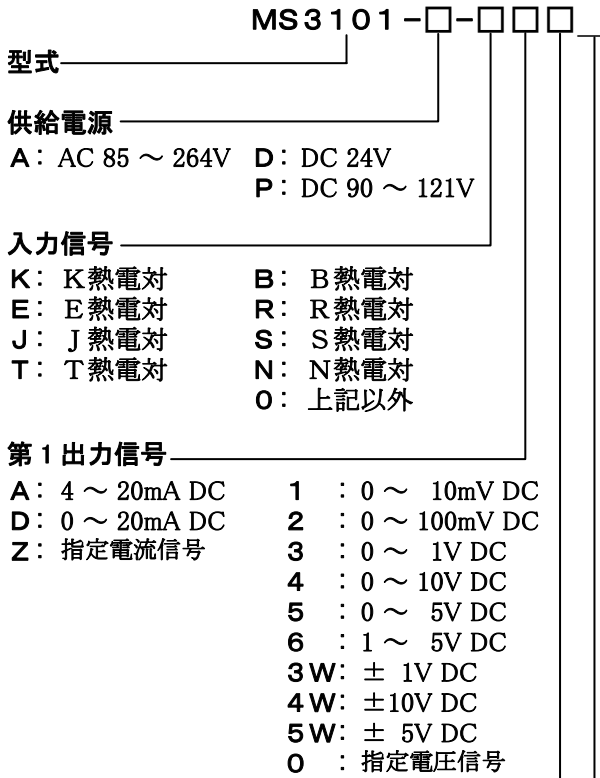 MS3101-□-□□□
型式
供給電源
A: AC 85 ～ 264V D: DC 24V
P: DC 90 ～ 121V
入力信号
K: K熱電対 B: B熱電対
E: E熱電対 R: R熱電対
J: J熱電対 S: S熱電対
T: T熱電対 N: N熱電対
0: 上記以外
第1出力信号
A: 4 ～ 20mA DC 1 : 0 ～ 10mV DC
D: 0 ～ 20mA DC 2 : 0 ～ 100mV DC
Z: 指定電流信号 3 : 0 ～ 1V DC
4 : 0 ～ 10V DC
5 : 0 ～ 5V DC
6 : 1 ～ 5V DC
3W: ± 1V DC
4W: ±10V DC
5W: ± 5V DC
0 : 指定電圧信号